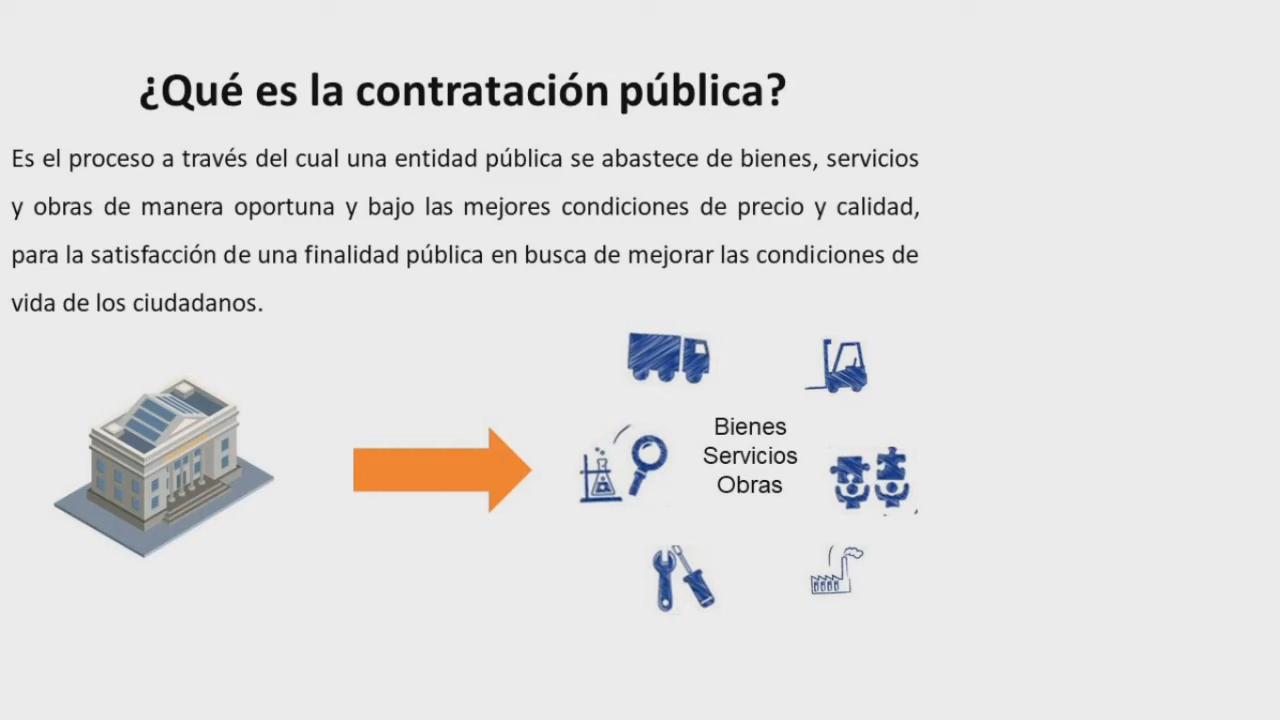 ¿Qué es la contratación pública?
Es el proceso a través del cual una entidad pública se abastece de bienes, servicios
y obras de manera oportuna y bajo las mejores condiciones de precio y calidad,
para la satisfacción de una finalidad pública en busca de mejorar las condiciones de
vida de los ciudadanos.
Bienes
Servicios
Obras